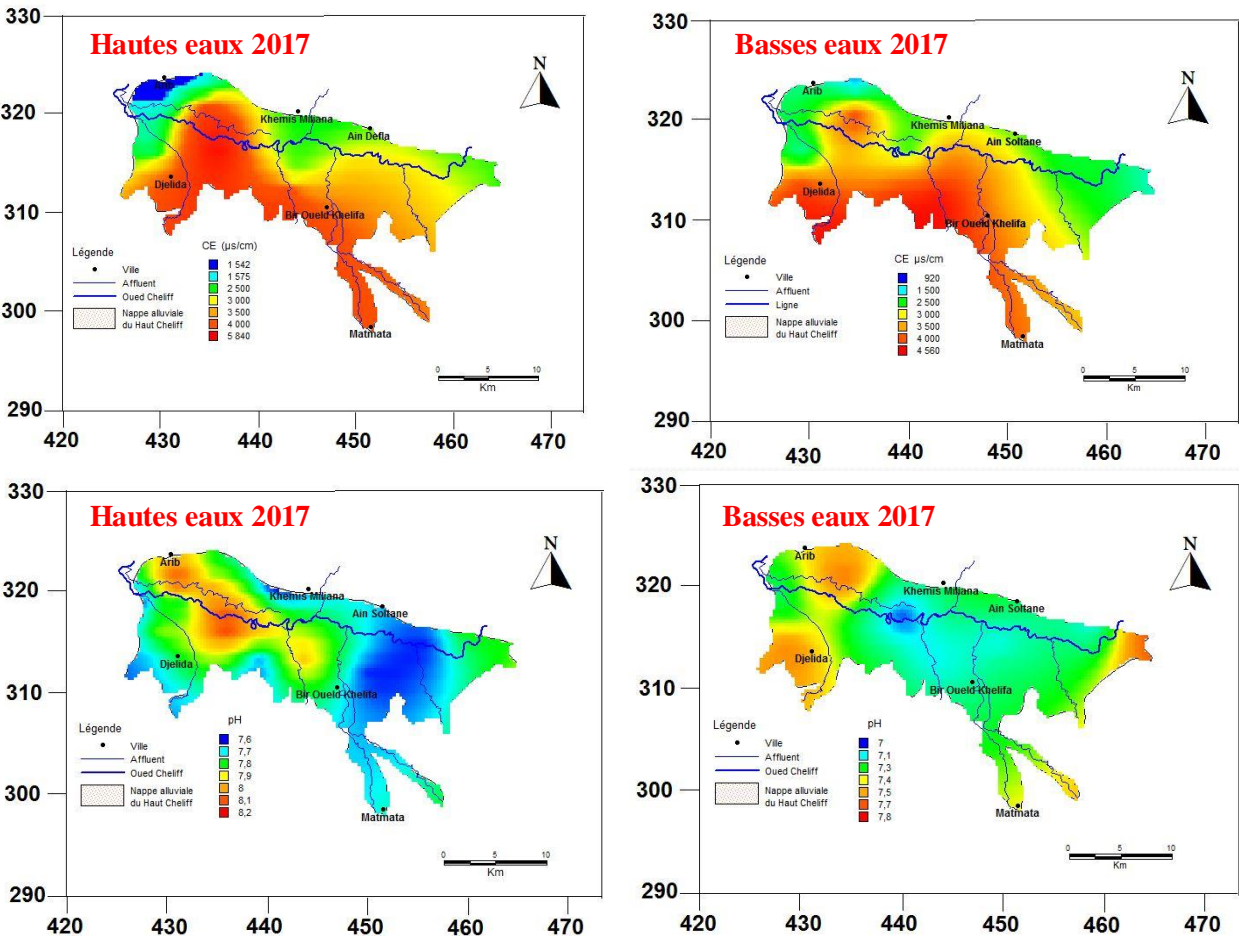 Hautes eaux 2017
N
330
320
310
300
290
420 430 440 450 460 470
Arib
Khemis Miliana
Ain Defla
Djelida
Bir Oueld Khelifa
Matmata
Légende
Ville
Affluent
Oued Cheliff
Nappe alluviale
du Haut Cheliff
CE (µs/cm)
1 542
1 575
2 500
3 000
3 500
4 000
5 840
0 5 10
Km
Basses eaux 2017
N
330
320
310
300
290
420 430 440 450 460 470
Arib
Khemis Miliana
Ain Soltane
Djelida
Bir Oueld Khelifa
Matmata
Légende
Ville
Affluent
Ligne
Nappe alluviale
du Haut Cheliff
CE µs/cm
920
1 500
2 500
3 000
3 500
4 000
4 560
0 5 10
Km
Hautes eaux 2017
N
330
320
310
300
290
420 430 440 450 460 470
Arib
Khemis Miliana
Ain Soltane
Djelida
Bir Oueld Khelifa
Matmata
Légende
Ville
Affluent
Oued Cheliff
Nappe alluviale
du Haut Cheliff
pH
7,6
7,7
7,8
7,9
8
8,1
8,2
0 5 10
Km
Basses eaux 2017
N
330
320
310
300
290
420 430 440 450 460 470
Arib
Khemis Miliana
Ain Soltane
Djelida
Bir Oueld Khelifa
Matmata
Légende
Ville
Affluent
Oued Cheliff
Nappe alluviale
du Haut Cheliff
pH
7
7,1
7,3
7,4
7,5
7,7
7,8
0 5 10
Km